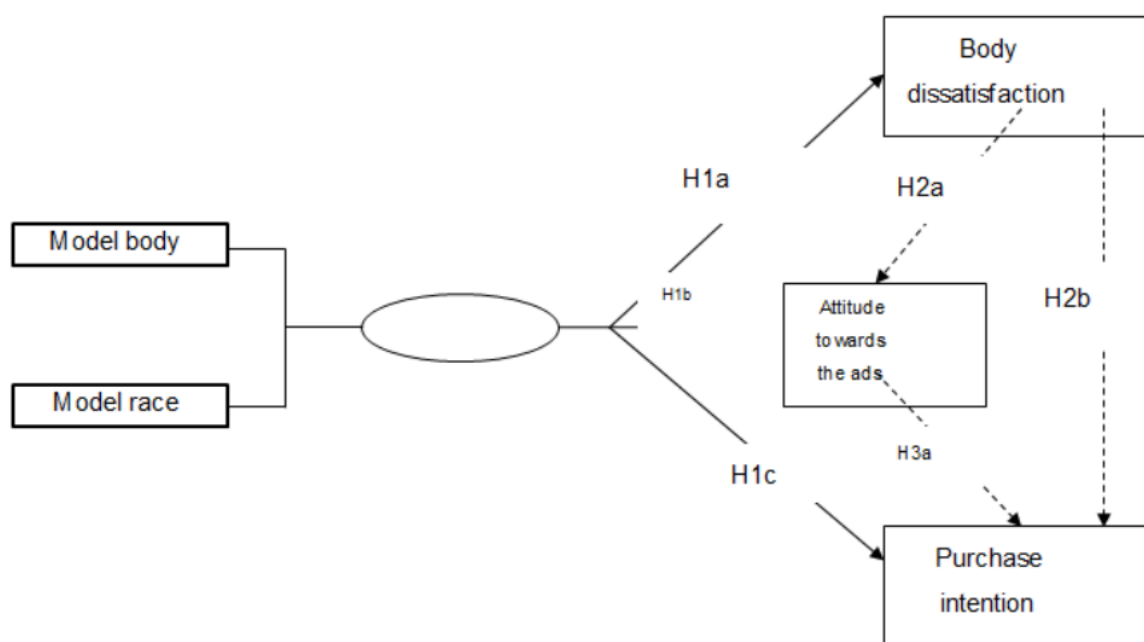 Body
dissatisfaction
H1a
H2a
Model body
H1b
H2b
Attitude
towards
the ads
Model race
H3a
H1c
Purchase
intention